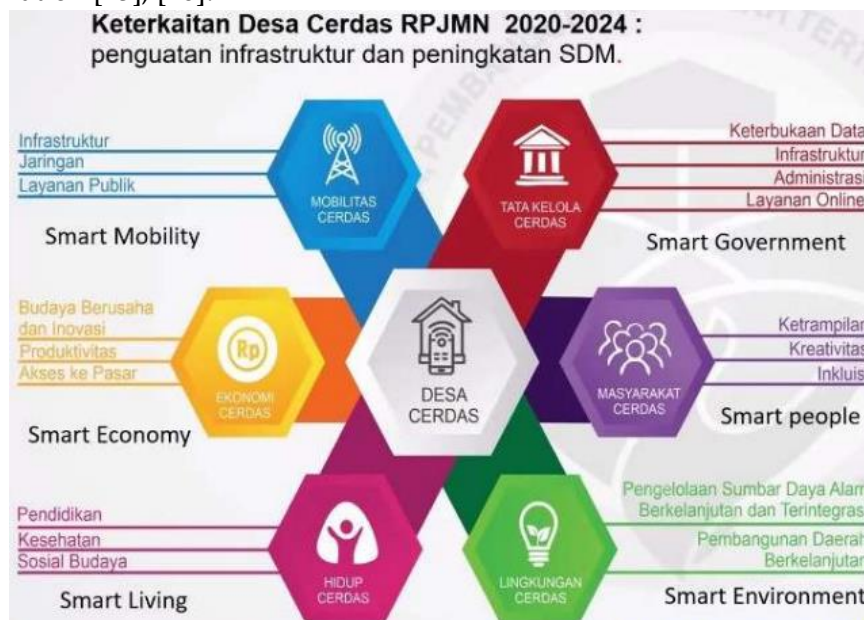 Keterkaitan Desa Cerdas RPJMN 2020-2024 :
penguatan infrastruktur dan peningkatan SDM.
Infrastruktur
Jaringan
Layanan Publik
MOBILITAS
CERDAS
Smart Mobility
Keterbukaan Data
Infrastruktur
Administrasi
Layanan Online
TATA KELOLA
CERDAS
Smart Government
Budaya Berusaha
dan Inovasi
Produktivitas
Akses ke Pasar
Rp
EKONOMI
CERDAS
Smart Economy
DESA
CERDAS
Ketrampilan
Kreativitas
Inklusi
MASYARAKAT
CERDAS
Smart people
Pendidikan
Kesehatan
Sosial Budaya
HIDUP
CERDAS
Smart Living
Pengelolaan Sumbar Daya Alam
Berkelanjutan dan Terintegras
Pembangunan Daerah
Berkelanjutan
LINGKUNGAN
CERDAS
Smart Environment